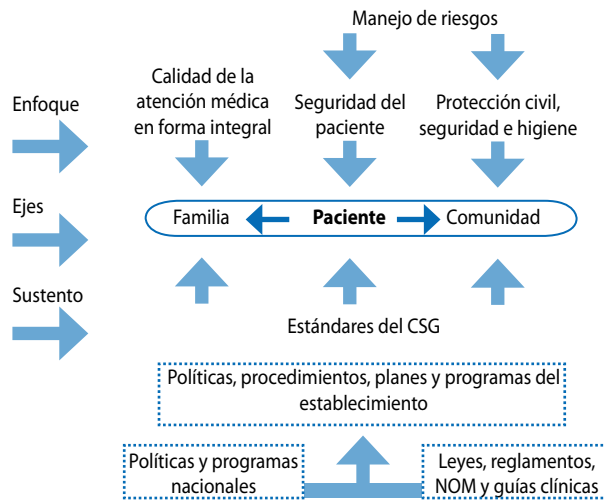 Manejo de riesgos
Enfoque
Calidad de la
atención médica
en forma integral
Seguridad del
paciente
Protección civil,
seguridad e higiene
Ejes
Familia
Paciente
Comunidad
Sustento
Estándares del CSG
Políticas, procedimientos, planes y programas del
establecimiento
Políticas y programas
nacionales
Leyes, reglamentos,
NOM y guías clínicas